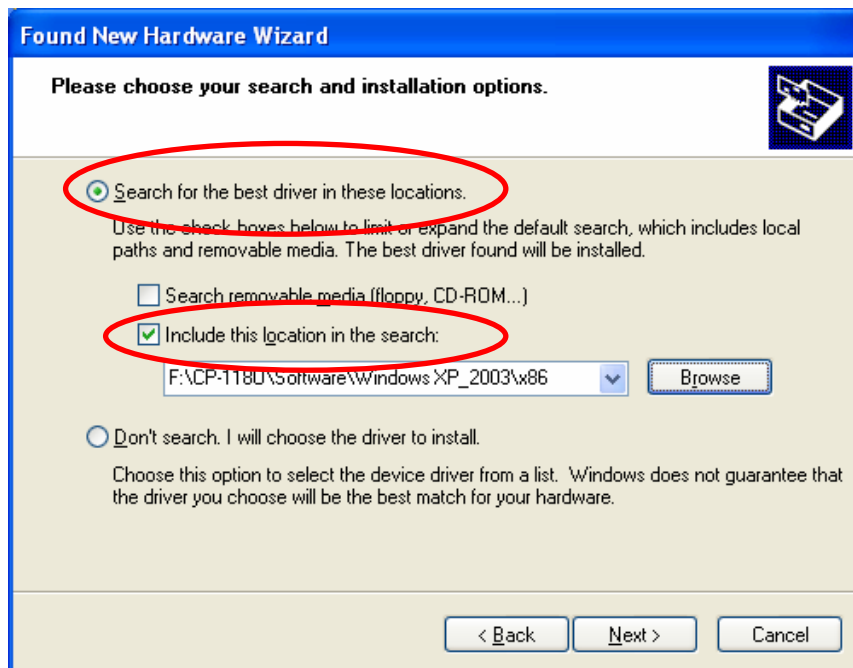 Found New Hardware Wizard
Please choose your search and installation options.
Search for the best driver in these locations.
Use the check boxes below to limit or expand the default search, which includes local
paths and removable media. The best driver found will be installed.
Search removable media (floppy, CD-ROM...)
Include this location in the search:
F:\CP-118U\Software\Windows XP_2003\x86
Browse
Don't search. I will choose the driver to install.
Choose this option to select the device driver from a list. Windows does not guarantee that
the driver you choose will be the best match for your hardware.
< Back Next > Cancel